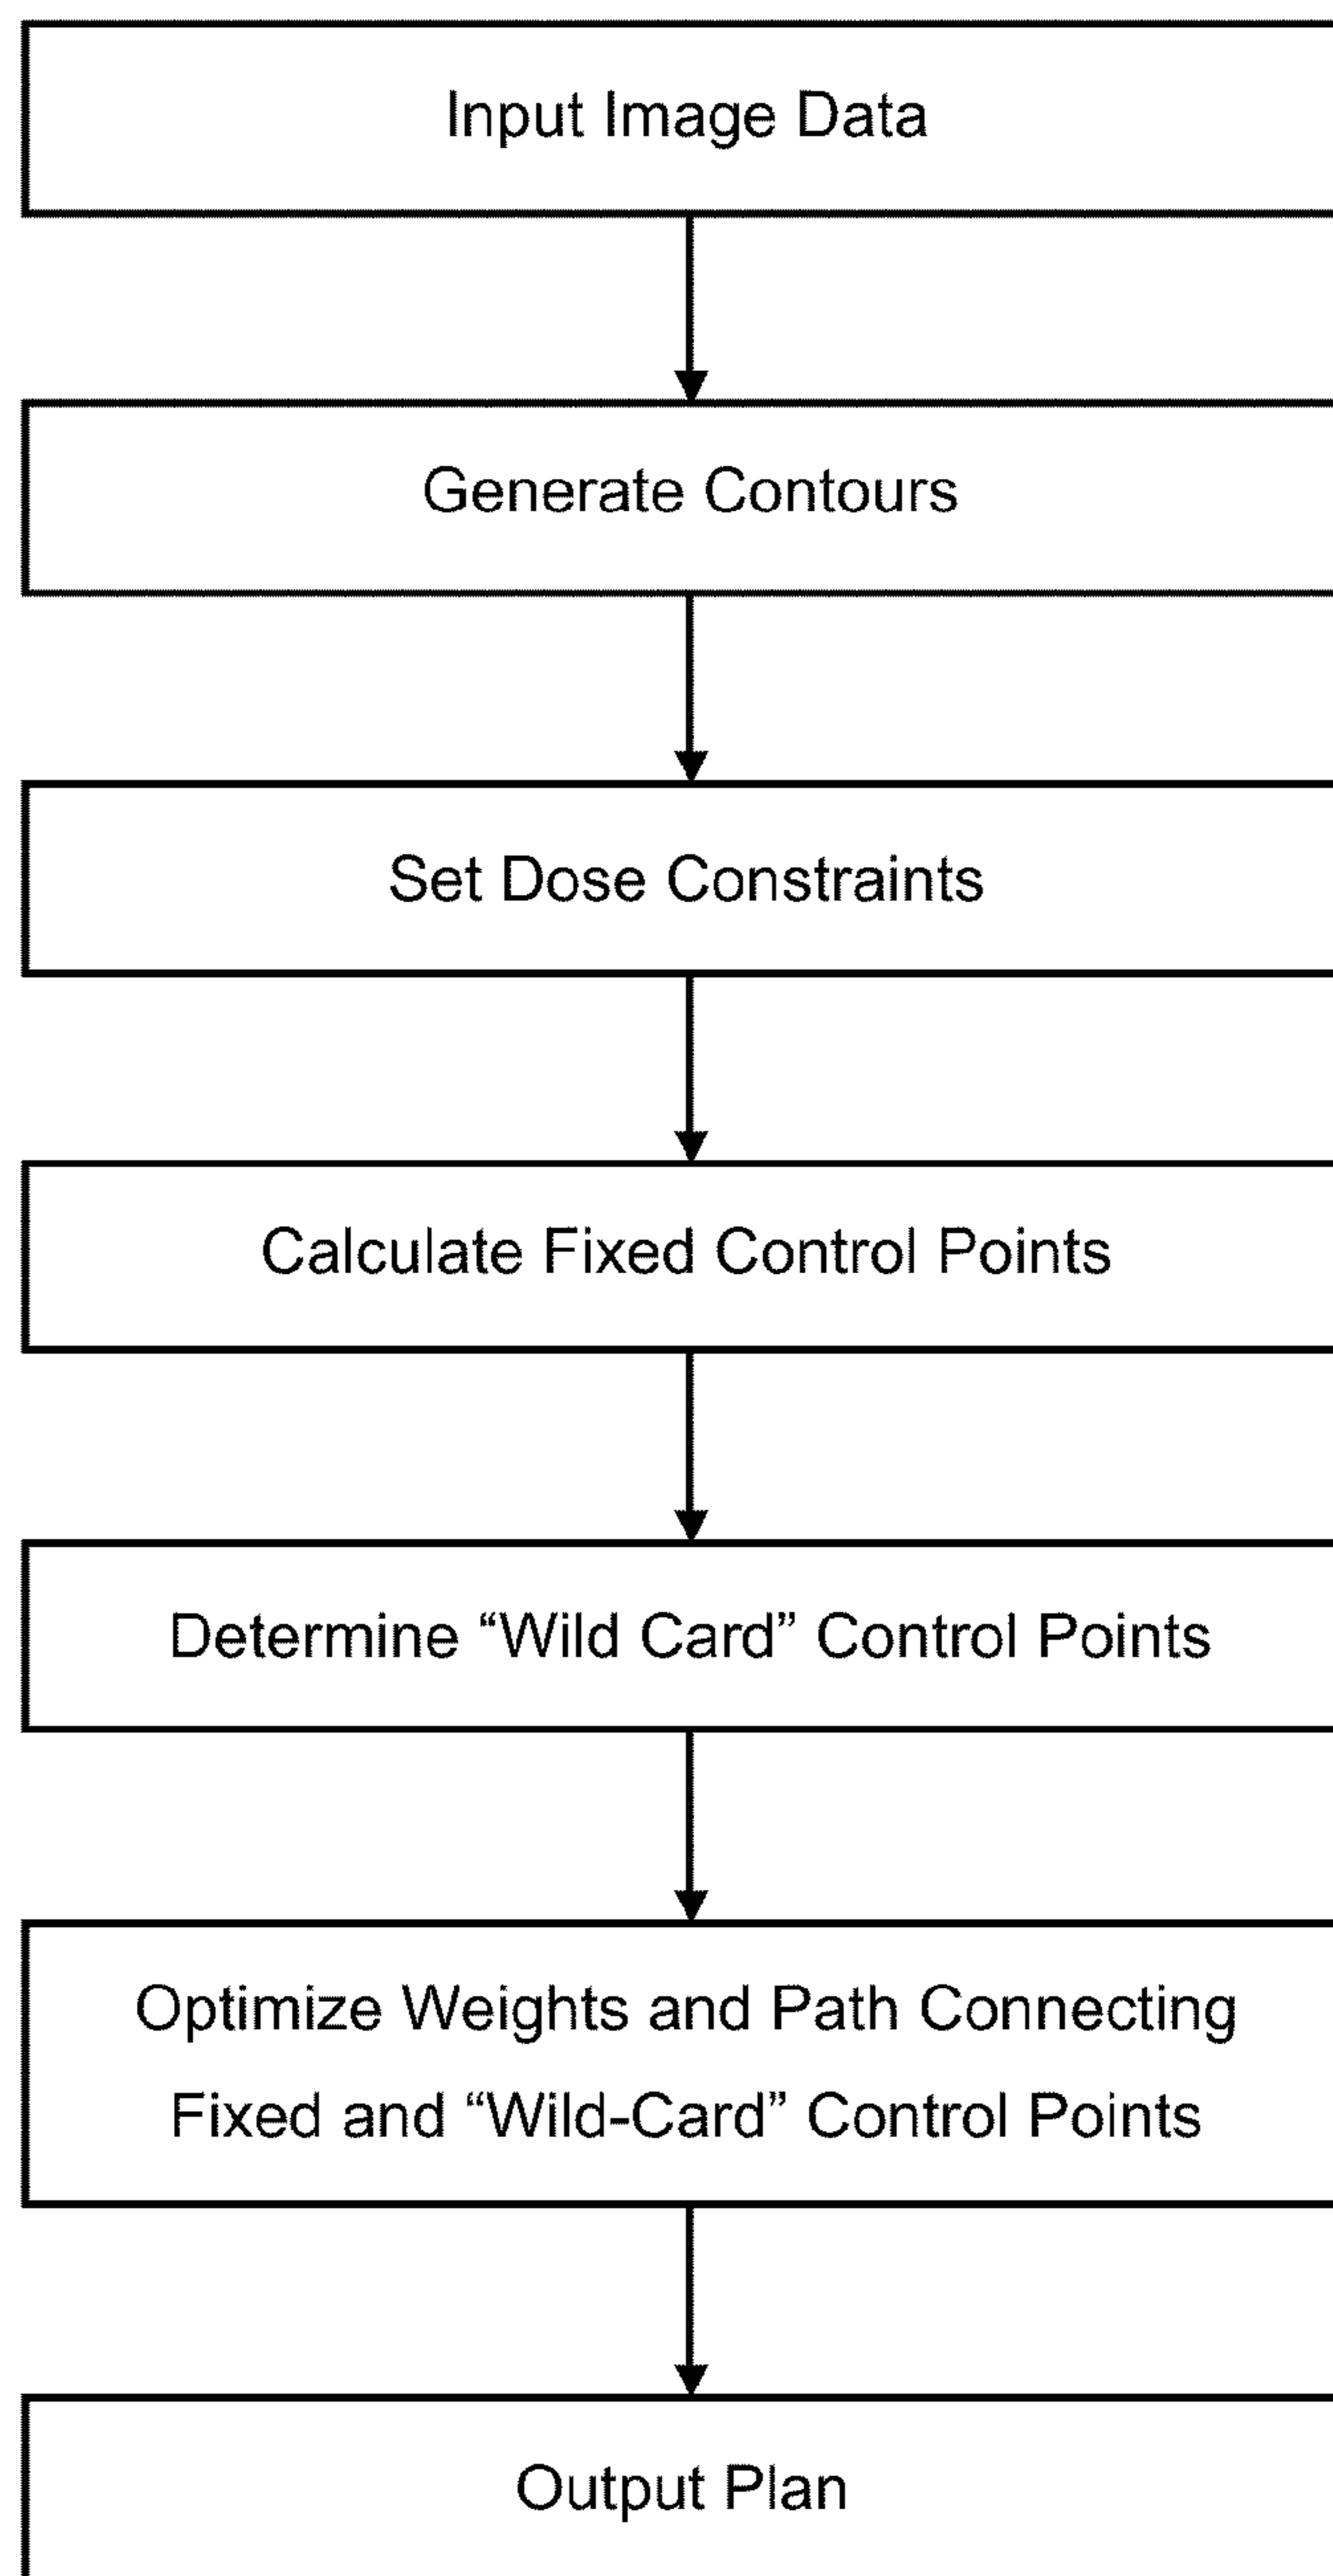 Input Image Data
Generate Contours
Set Dose Constraints
Calculate Fixed Control Points
Determine “Wild Card” Control Points
Optimize Weights and Path Connecting
Fixed and “Wild-Card” Control Points
Output Plan